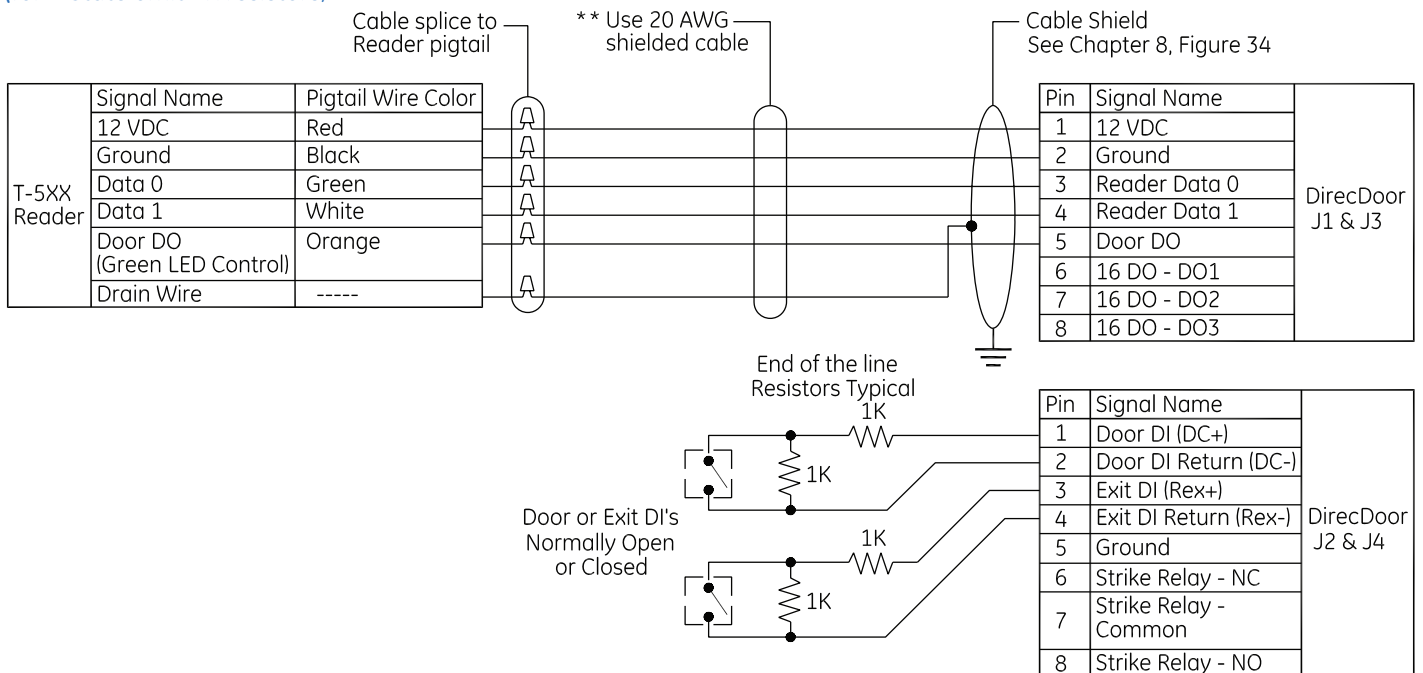 Cable splice to
Reader pigtail
** Use 20 AWG
shielded cable
Cable Shield
See Chapter 8, Figure 34
T-5XX
Reader
Signal Name Pigtail Wire Color
12 VDC Red
Ground Black
Data 0 Green
Data 1 White
Door DO Orange
(Green LED Control)
Drain Wire -----
Pin Signal Name
1 12 VDC
2 Ground
3 Reader Data 0
4 Reader Data 1
5 Door DO
6 16 DO - DO1
7 16 DO - DO2
8 16 DO - DO3
DirecDoor
J1 & J3
End of the line
Resistors Typical
1K
1K
Door or Exit DI's
Normally Open
or Closed
1K
1K
Pin Signal Name
1 Door DI (DC+)
2 Door DI Return (DC-)
3 Exit DI (Rex+)
4 Exit DI Return (Rex-)
5 Ground
6 Strike Relay - NC
7 Strike Relay -
Common
8 Strike Relay - NO
DirecDoor
J2 & J4